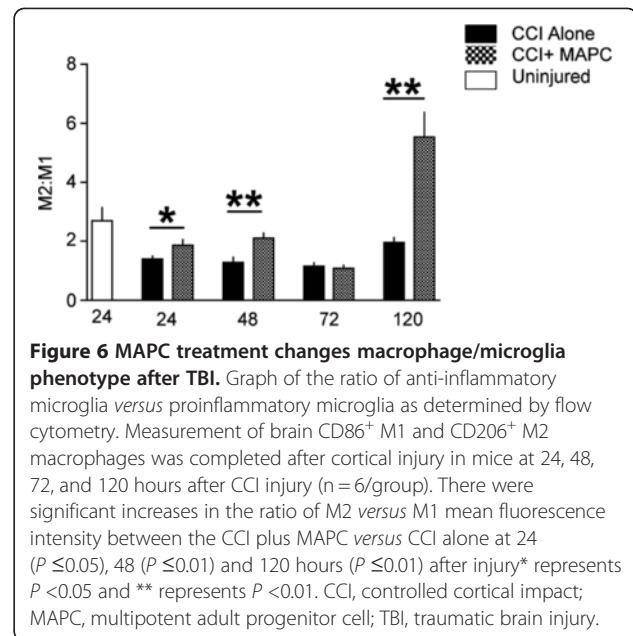 CCI Alone
CCI+ MAPC
Uninjured
8
6
4
2
0
M2:M1
*
**
**
24
24
48
72
120
Figure 6 MAPC treatment changes macrophage/microglia
phenotype after TBI. Graph of the ratio of anti-inflammatory
microglia versus proinflammatory microglia as determined by flow
cytometry. Measurement of brain CD86⁺ M1 and CD206⁺ M2
macrophages was completed after cortical injury in mice at 24, 48,
72, and 120 hours after CCI injury (n = 6/group). There were
significant increases in the ratio of M2 versus M1 mean fluorescence
intensity between the CCI plus MAPC versus CCI alone at 24
(P ≤0.05), 48 (P ≤0.01) and 120 hours (P ≤0.01) after injury* represents
P <0.05 and ** represents P <0.01. CCI, controlled cortical impact;
MAPC, multipotent adult progenitor cell; TBI, traumatic brain injury.